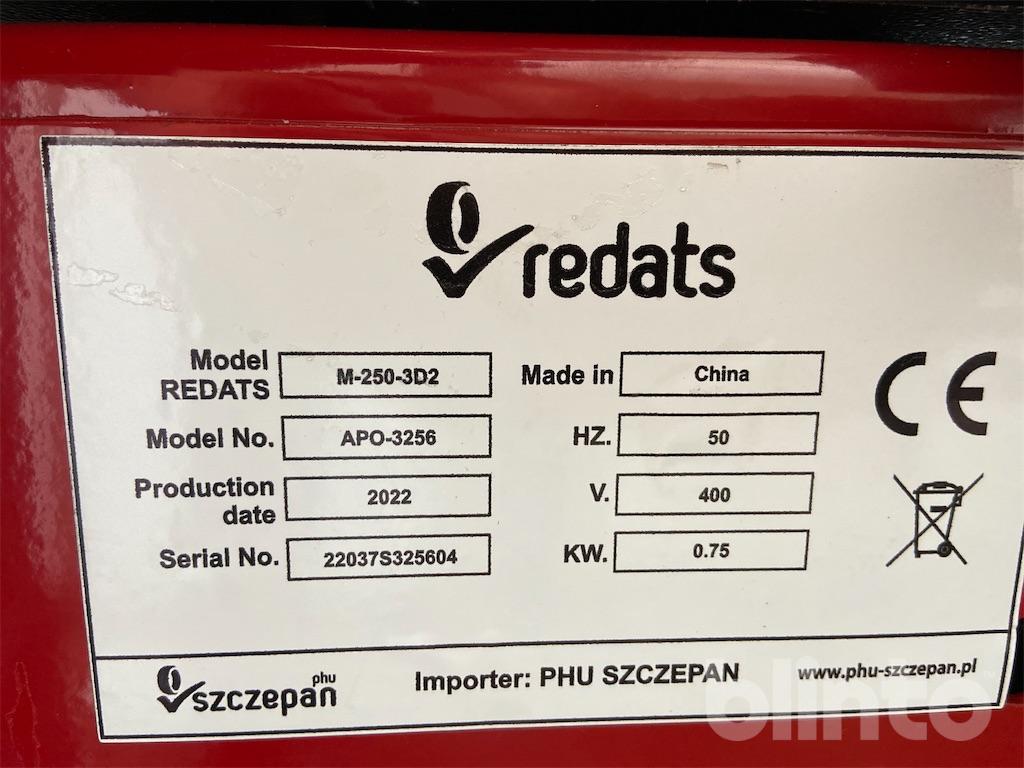 redats
Model REDATS M-250-3D2
Model No. APO-3256
Production date 2022
Serial No. 22037S325604
Made in China
HZ. 50
V. 400
KW. 0.75
CE
phu
szczepan
Importer: PHU SZCZEPAN
www.phu-szczepan.pl
blinto